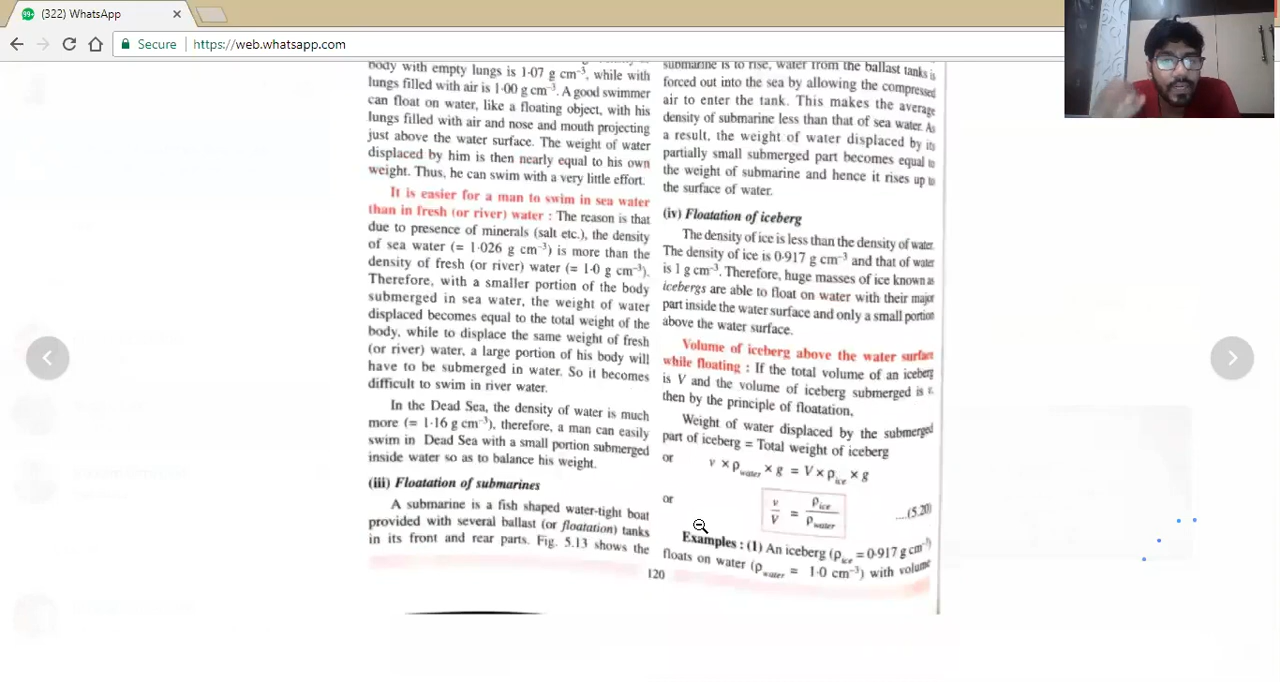 (322) WhatsApp
99+
Secure
https://web.whatsapp.com
body with empty lungs is 1·07 g cm⁻³, while with
lungs filled with air is 1·00 g cm⁻³. A good swimmer
can float on water, like a floating object, with his
lungs filled with air and nose and mouth projecting
just above the water surface. The weight of water
displaced by him is then nearly equal to his own
weight. Thus, he can swim with a very little effort.
It is easier for a man to swim in sea water
than in fresh (or river) water : The reason is that
due to presence of minerals (salt etc.), the density
of sea water (= 1·026 g cm⁻³) is more than the
density of fresh (or river) water (= 1·0 g cm⁻³).
Therefore, with a smaller portion of the body
submerged in sea water, the weight of water
displaced becomes equal to the total weight of the
body, while to displace the same weight of fresh
(or river) water, a large portion of his body will
have to be submerged in water. So it becomes
difficult to swim in river water.
In the Dead Sea, the density of water is much
more (= 1·16 g cm⁻³), therefore, a man can easily
swim in Dead Sea with a small portion submerged
inside water so as to balance his weight.
(iii) Floatation of submarines
A submarine is a fish shaped water-tight boat
provided with several ballast (or floatation) tanks
in its front and rear parts. Fig. 5.13 shows the
submarine is to rise, water from the ballast tanks is
forced out into the sea by allowing the compressed
air to enter the tank. This makes the average
density of submarine less than that of sea water. As
a result, the weight of water displaced by its
partially small submerged part becomes equal to
the weight of submarine and hence it rises up to
the surface of water.
(iv) Floatation of iceberg
The density of ice is less than the density of water.
The density of ice is 0·917 g cm⁻³ and that of water
is 1 g cm⁻³. Therefore, huge masses of ice known as
icebergs are able to float on water with their major
part inside the water surface and only a small portion
above the water surface.
Volume of iceberg above the water surface
while floating : If the total volume of an iceberg
is V and the volume of iceberg submerged is v,
then by the principle of floatation,
Weight of water displaced by the submerged
part of iceberg = Total weight of iceberg
or v × ρwater × g = V × ρice × g
or v/V = ρice/ρwater ....(5.20)
Examples : (1) An iceberg (ρice = 0·917 g cm⁻³)
floats on water (ρwater = 1·0 cm⁻³) with volume
120